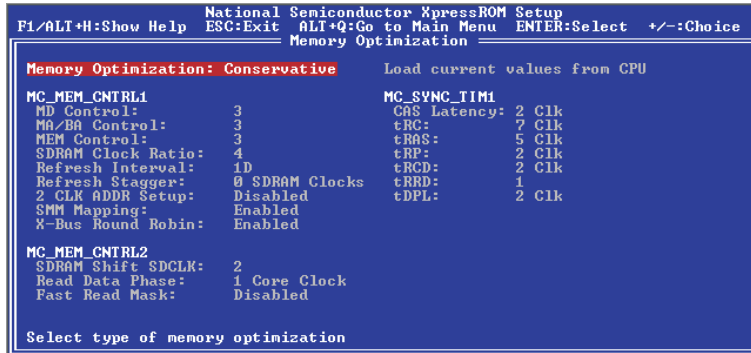 National Semiconductor XpressROM Setup
F1/ALT+H:Show Help ESC:Exit ALT+Q:Go to Main Menu ENTER:Select +/-:Choice
Memory Optimization
Memory Optimization: Conservative Load current values from CPU
MC_MEM_CNTRL1 MC_SYNC_TIM1
MD Control: 3 CAS Latency: 2 Clk
MA/BA Control: 3 tRC: 7 Clk
MEM Control: 3 tRAS: 5 Clk
SDRAM Clock Ratio: 4 tRP: 2 Clk
Refresh Interval: 1D tRCD: 2 Clk
Refresh Stagger: 0 SDRAM Clocks tRRD: 1
2 CLK ADDR Setup: Disabled tDPL: 2 Clk
SMM Mapping: Enabled
X-Bus Round Robin: Enabled
MC_MEM_CNTRL2
SDRAM Shift SDCLK: 2
Read Data Phase: 1 Core Clock
Fast Read Mask: Disabled
Select type of memory optimization